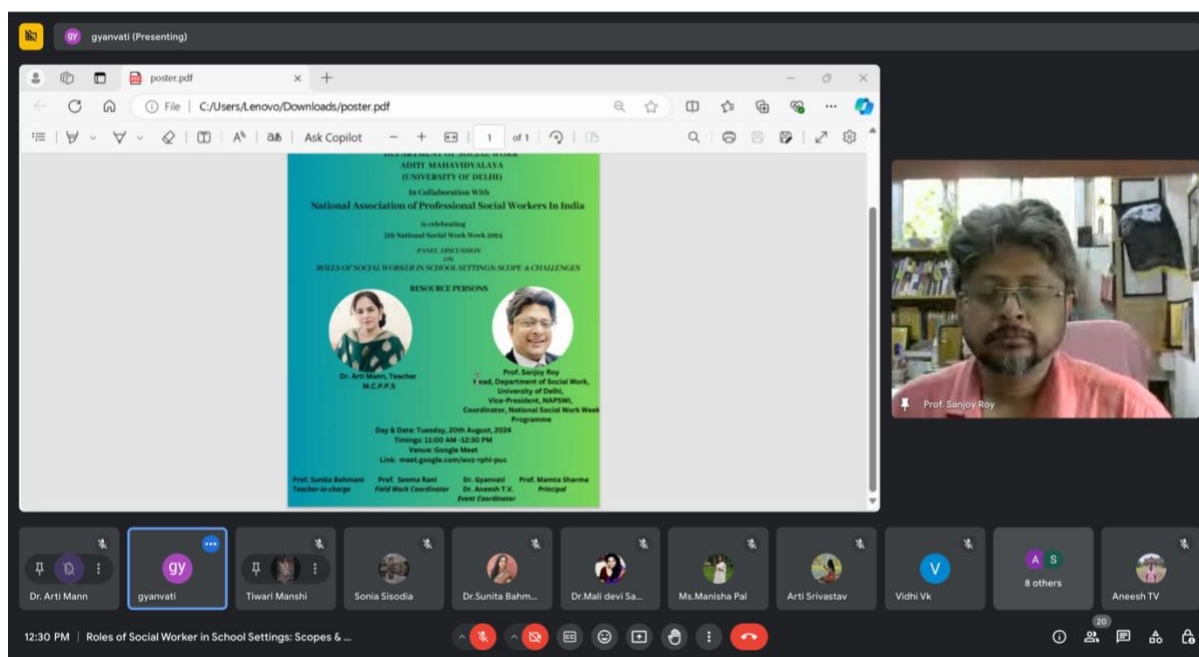 gy gyanvati (Presenting)
poster.pdf
File | C:/Users/Lenovo/Downloads/poster.pdf
Ask Copilot 1 of 1
DEPARTMENT OF SOCIAL WORK
ADITI MAHAVIDYALAYA
(UNIVERSITY OF DELHI)
In Collaboration With
National Association of Professional Social Workers In India
is celebrating
5th National Social Work Week 2024
PANEL DISCUSSION
ON
ROLES OF SOCIAL WORKER IN SCHOOL SETTINGS-SCOPE & CHALLENGES
RESOURCE PERSONS
Dr. Arti Mann, Teacher
M.C.P.P.S
Prof. Sanjoy Roy
Head, Department of Social Work,
University of Delhi,
Vice-President, NAPSWI,
Coordinator, National Social Work Week
Programme
Day & Date: Tuesday, 20th August, 2024
Timings: 11:00 AM -12:30 PM
Venue: Google Meet
Link: meet.google.com/wvz-rphi-puc
Prof. Sunita Bahmani Prof. Seema Rani Dr. Gyanvati Prof. Mamta Sharma
Teacher-in-charge Field Work Coordinator Dr. Aneesh T.V. Principal
Event Coordinator
Prof. Sanjoy Roy
gy
V
A S
8 others
Dr. Arti Mann gyanvati Tiwari Manshi Sonia Sisodia Dr.Sunita Bahm... Dr.Mali devi Sa... Ms.Manisha Pal Arti Srivastav Vidhi Vk Aneesh TV
12:30 PM | Roles of Social Worker in School Settings: Scopes & ...
20